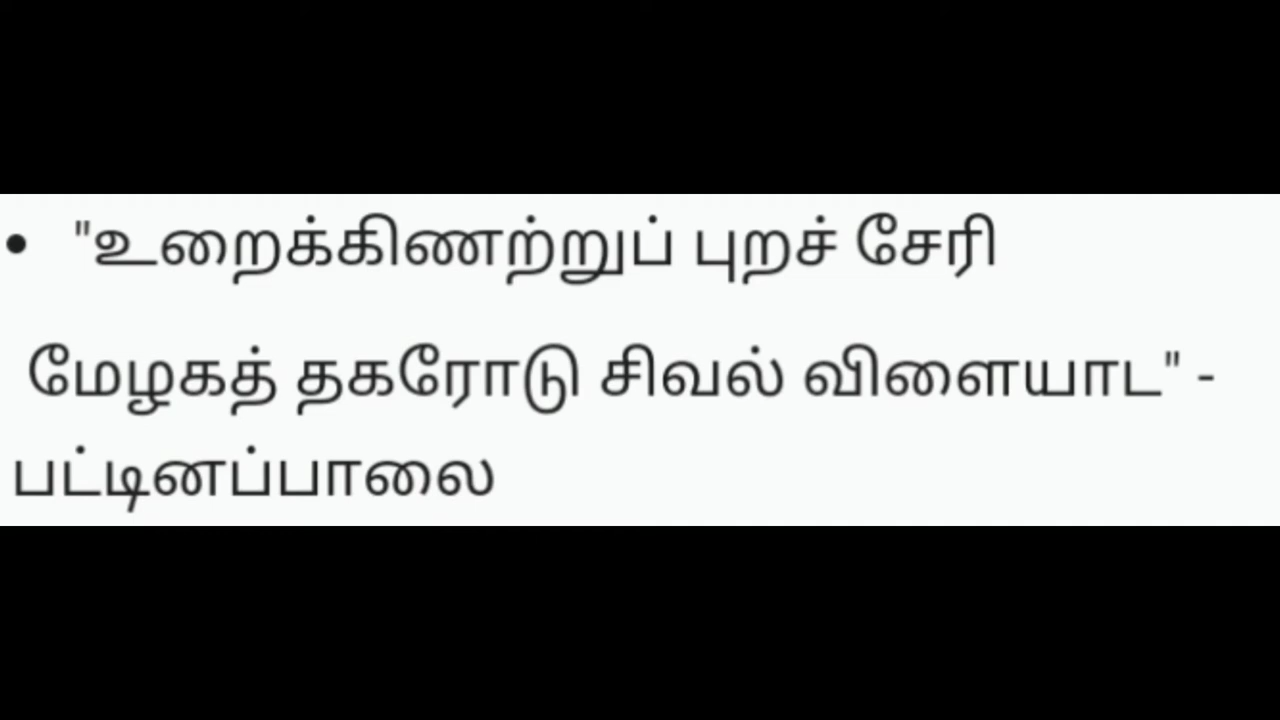 • "உறைக்கிணற்றுப் புறச் சேரி
மேழகத் தகரோடு சிவல் விளையாட" -
பட்டினப்பாலை